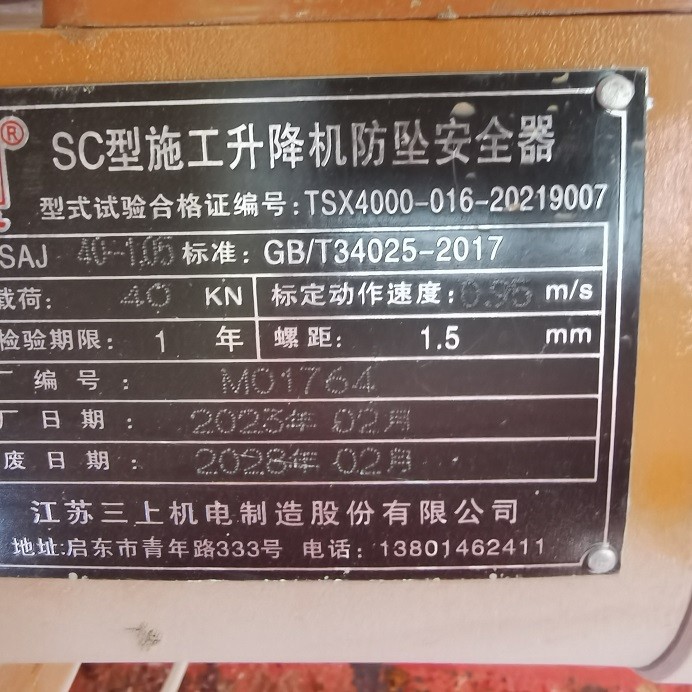 ®
SC型施工升降机防坠安全器
型式试验合格证编号:TSX4000-016-20219007
SAJ 40-1.05 标准: GB/T34025-2017
载荷: 40 KN 标定动作速度: 0.95 m/s
检验期限: 1 年 螺距: 1.5 mm
厂编号: M01764
厂日期: 2023年02月
废日期: 2028年02月
江苏三上机电制造股份有限公司
地址:启东市青年路333号 电话:13801462411